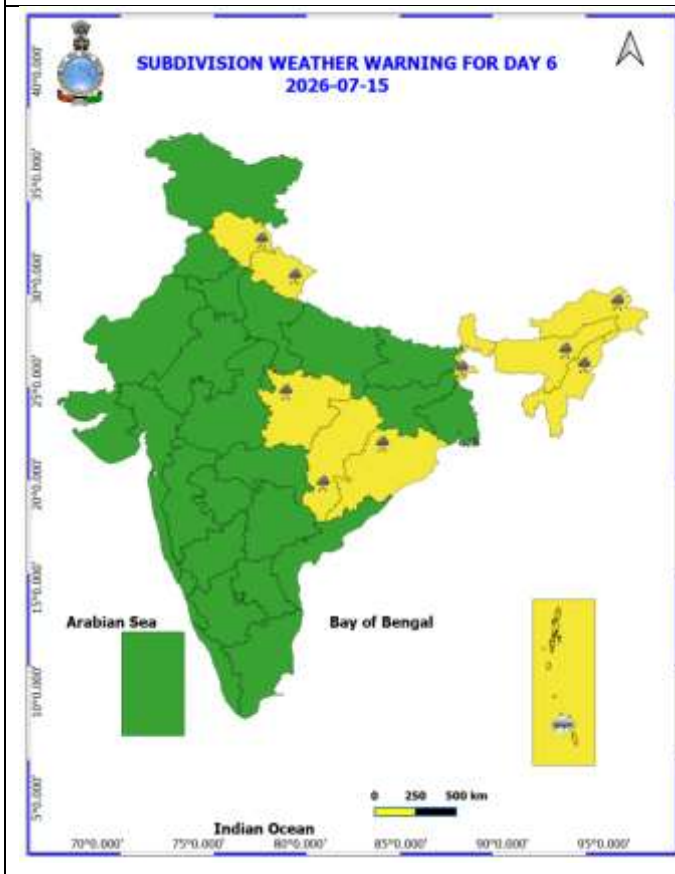 SUBDIVISION WEATHER WARNING FOR DAY 6
2026-07-15
40°0.000'
35°0.000'
30°0.000'
25°0.000'
20°0.000'
15°0.000'
10°0.000'
5°0.000'
Arabian Sea
Bay of Bengal
0 250 500 km
Indian Ocean
70°0.000' 75°0.000' 80°0.000' 85°0.000' 90°0.000' 95°0.000'